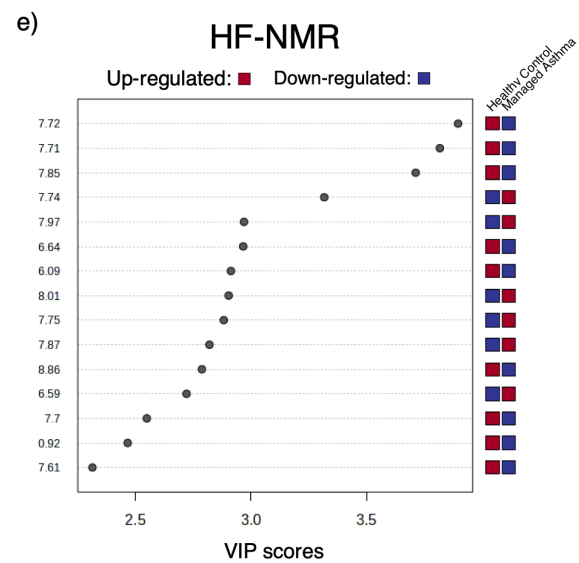 e)
HF-NMR
Up-regulated: Down-regulated:
Healthy Control
Managed Asthma
7.72
7.71
7.85
7.74
7.97
6.64
6.09
8.01
7.75
7.87
8.86
6.59
7.7
0.92
7.61
2.5 3.0 3.5
VIP scores